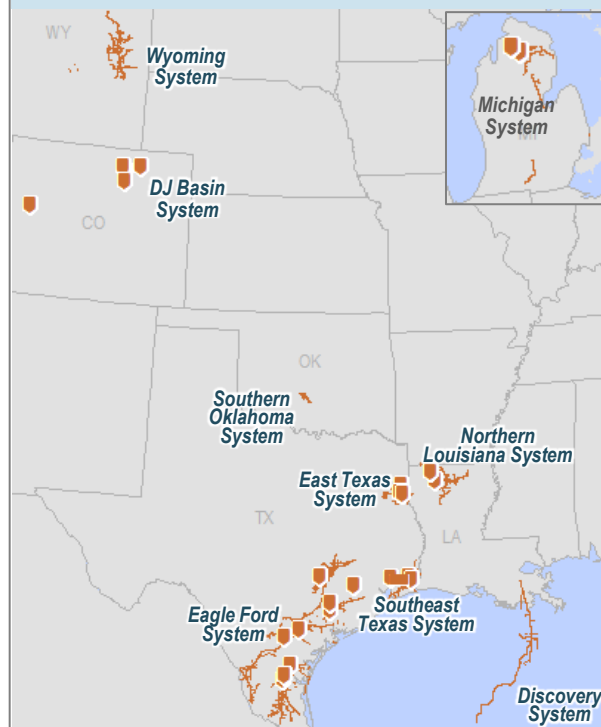 WY
Wyoming
System
Michigan
System
MI
DJ Basin
System
CO
OK
Southern
Oklahoma
System
Northern
Louisiana System
East Texas
System
TX
LA
Eagle Ford
System
Southeast
Texas System
Discovery
System